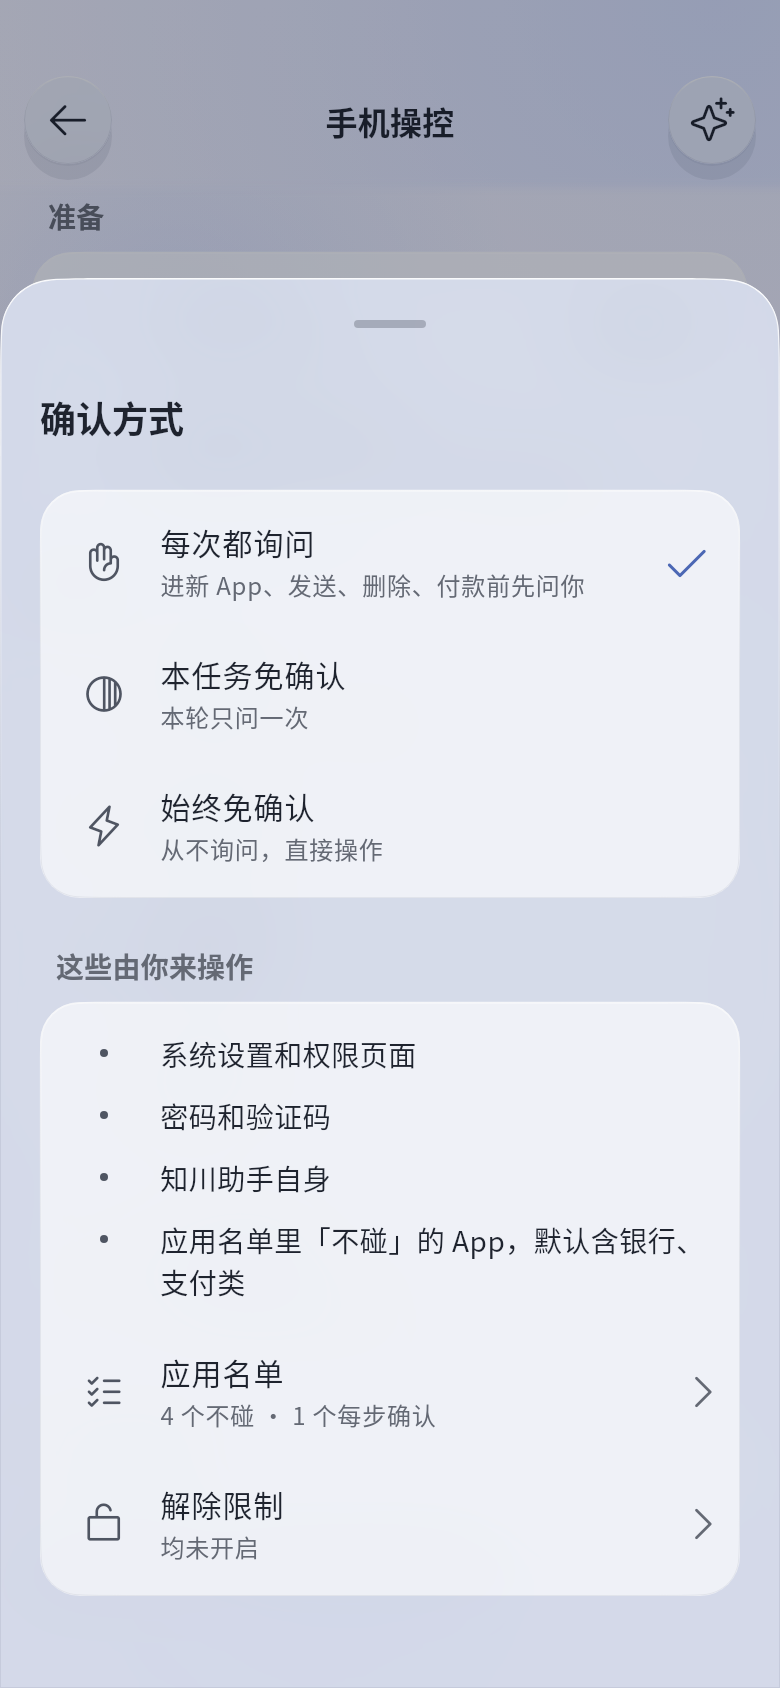 手机操控
准备
确认方式
每次都询问
进新 App、发送、删除、付款前先问你
本任务免确认
本轮只问一次
始终免确认
从不询问，直接操作
这些由你来操作
• 系统设置和权限页面
• 密码和验证码
• 知川助手自身
• 应用名单里「不碰」的 App，默认含银行、
支付类
应用名单
4 个不碰 · 1 个每步确认
解除限制
均未开启